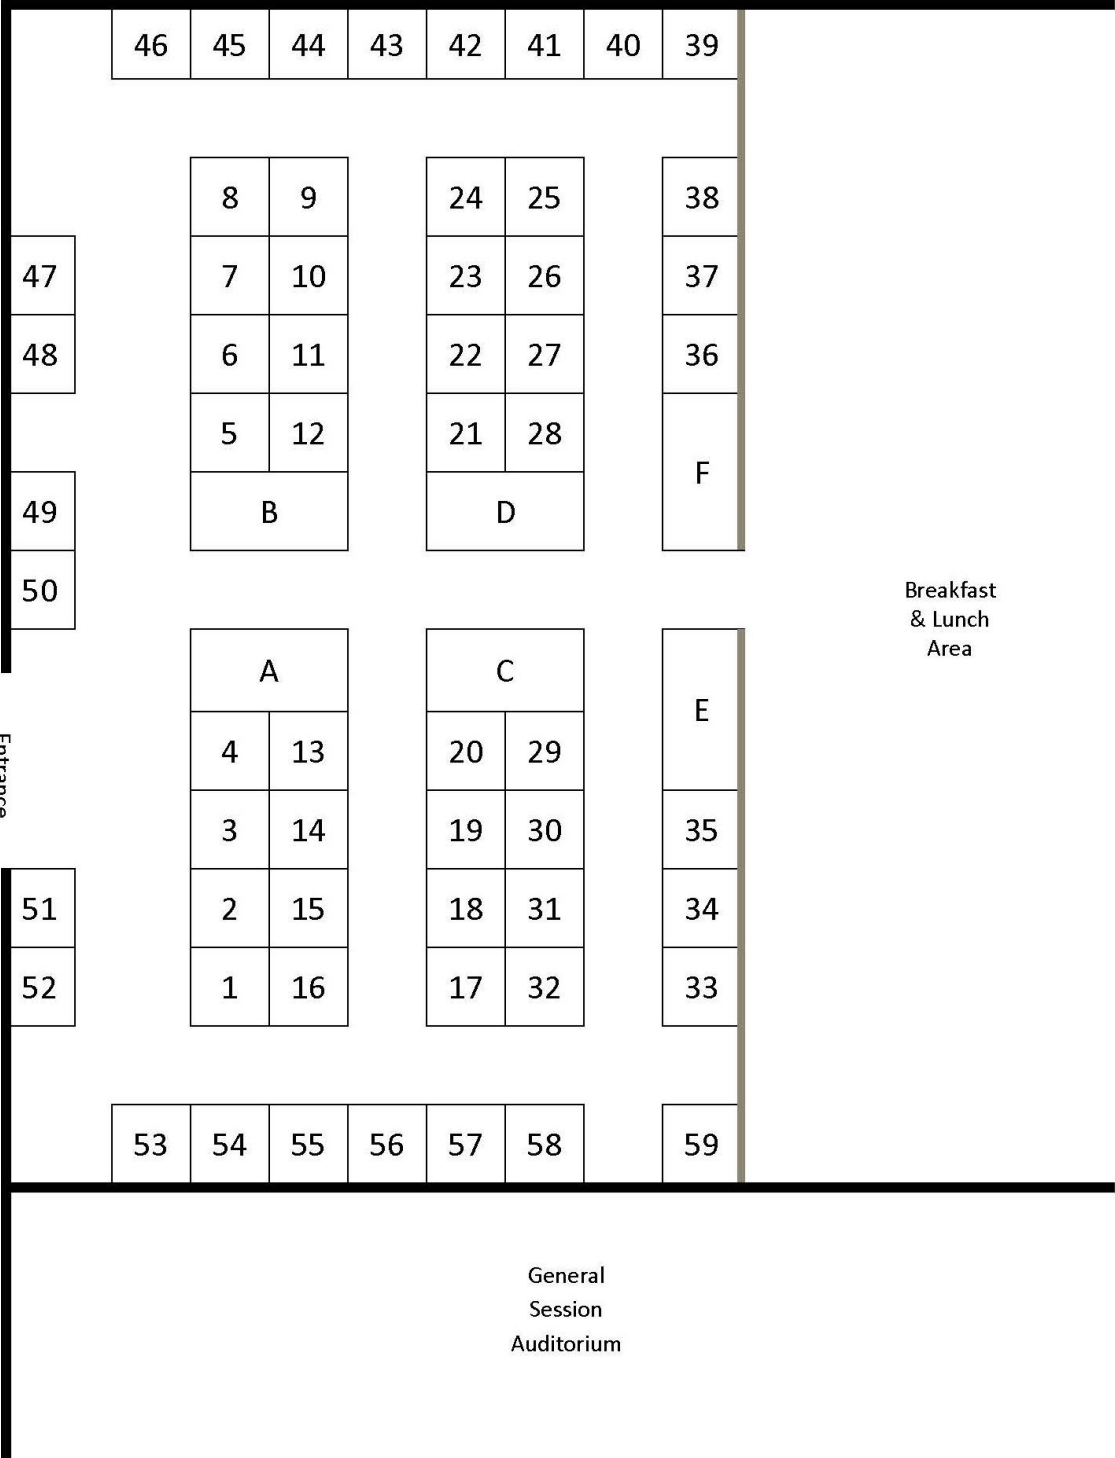 46 45 44 43 42 41 40 39
8 9 24 25 38
47 7 10 23 26 37
48 6 11 22 27 36
5 12 21 28
F
49 B D
50
Breakfast
& Lunch
Area
A C
E
4 13 20 29
Entrance
3 14 19 30 35
51 2 15 18 31 34
52 1 16 17 32 33
53 54 55 56 57 58 59
General
Session
Auditorium